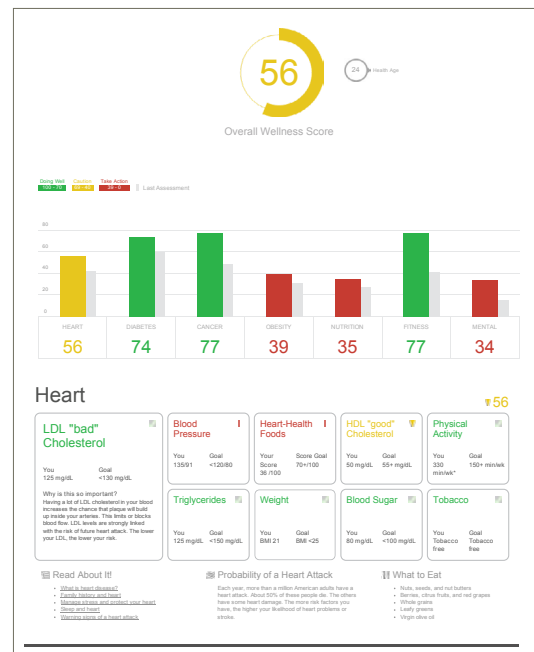 56
24
Health Age
Overall Wellness Score
Doing Well
Caution
Take Action
100 - 70
69 - 40
39 - 0
Last Assessment
80
60
40
20
0
HEART
DIABETES
CANCER
OBESITY
NUTRITION
FITNESS
MENTAL
56
74
77
39
35
77
34
Heart
56
LDL "bad"
Cholesterol
You
Goal
125 mg/dL
<130 mg/dL
Why is this so important?
Having a lot of LDL cholesterol in your blood
increases the chance that plaque will build
up inside your arteries. This limits or blocks
blood flow. LDL levels are strongly linked
with the risk of future heart attack. The lower
your LDL, the lower your risk.
Blood
Pressure
You
Goal
135/91
<120/80
Heart-Health
Foods
Your
Score
36 /100
Score Goal
70+/100
HDL "good"
Cholesterol
You
Goal
50 mg/dL
55+ mg/dL
Physical
Activity
You
Goal
330
min/wk*
150+ min/wk
Triglycerides
You
Goal
125 mg/dL
<150 mg/dL
Weight
You
Goal
BMI 21
BMI <25
Blood Sugar
You
Goal
80 mg/dL
<100 mg/dL
Tobacco
You
Goal
Tobacco
free
Tobacco
free
Read About It!
What is heart disease?
Family history and heart
Manage stress and protect your heart
Sleep and heart
Warning signs of a heart attack
Probability of a Heart Attack
Each year, more than a million American adults have a
heart attack. About 50% of these people die. The others
have some heart damage. The more risk factors you
have, the higher your likelihood of heart problems or
stroke.
What to Eat
Nuts, seeds, and nut butters
Berries, citrus fruits, and red grapes
Whole grains
Leafy greens
Virgin olive oil